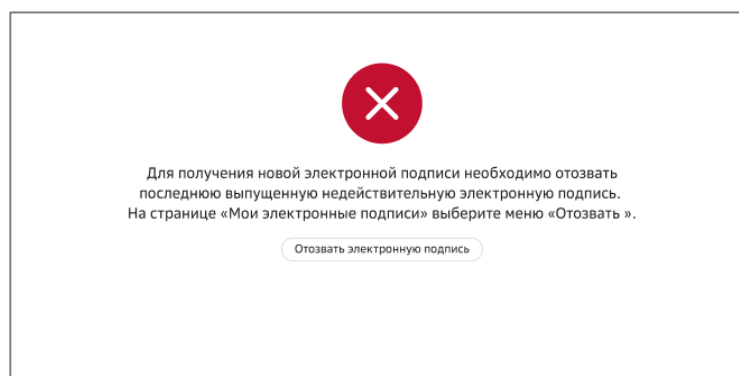 Для получения новой электронной подписи необходимо отозвать
последнюю выпущенную недействительную электронную подпись.
На странице «Мои электронные подписи» выберите меню «Отозвать ».
Отозвать электронную подпись